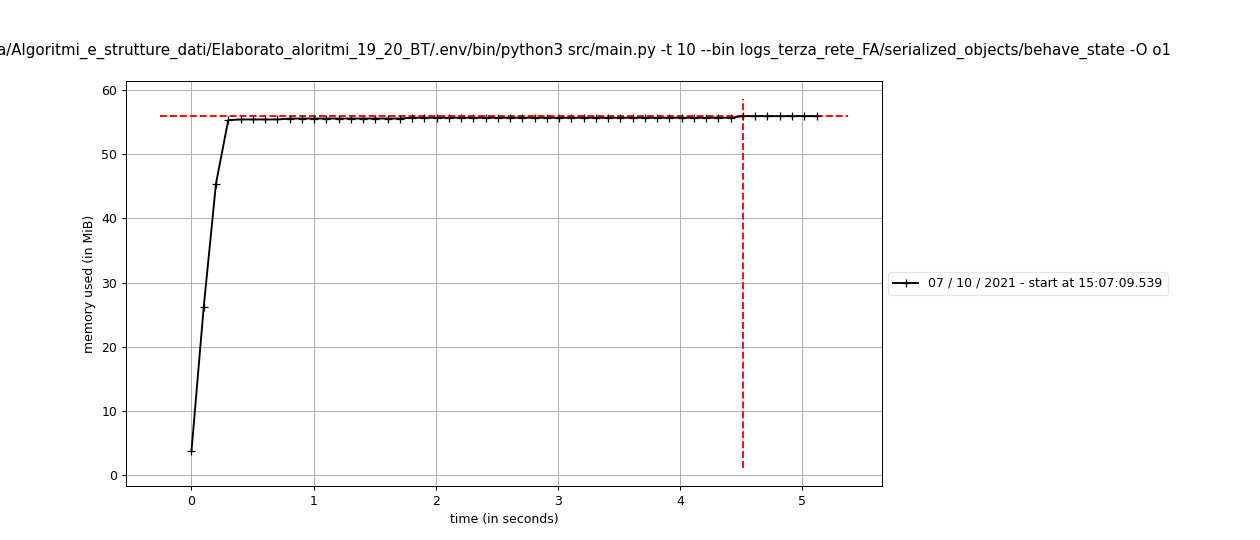 a/Algoritmi_e_strutture_dati/Elaborato_aloritmi_19_20_BT/.env/bin/python3 src/main.py -t 10 --bin logs_terza_rete_FA/serialized_objects/behave_state -O o1
60
50
40
30
20
10
0
memory used (in MiB)
0 1 2 3 4 5
time (in seconds)
07 / 10 / 2021 - start at 15:07:09.539